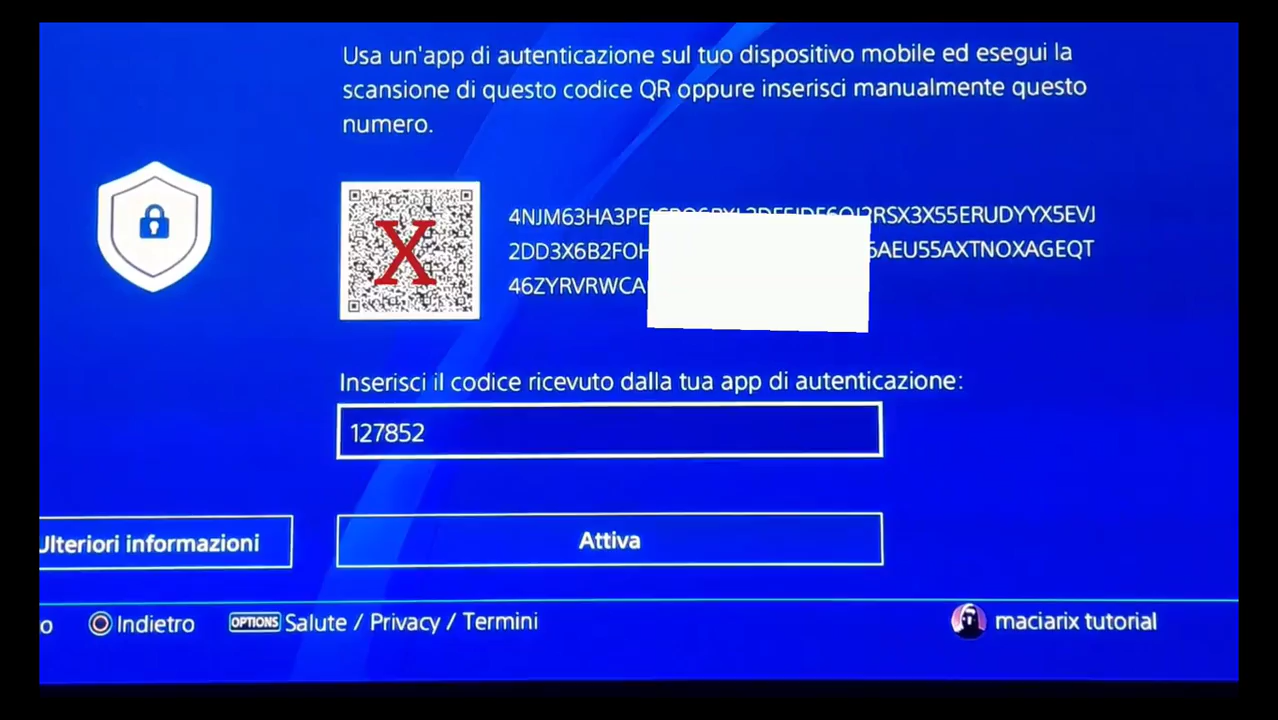 Usa un'app di autenticazione sul tuo dispositivo mobile ed esegui la
scansione di questo codice QR oppure inserisci manualmente questo
numero.
X
4NJM63HA3PE RSX3X55ERUDYYX5EVJ
2DD3X6B2FOH 6AEU55AXTNOXAGEQT
46ZYRVRWCA
Inserisci il codice ricevuto dalla tua app di autenticazione:
127852
Ulteriori informazioni
Attiva
o
Indietro
OPTIONS Salute / Privacy / Termini
maciarix tutorial